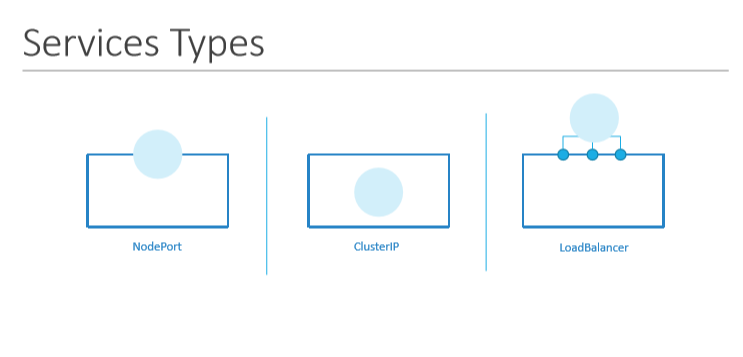 Services Types
NodePort
ClusterIP
LoadBalancer